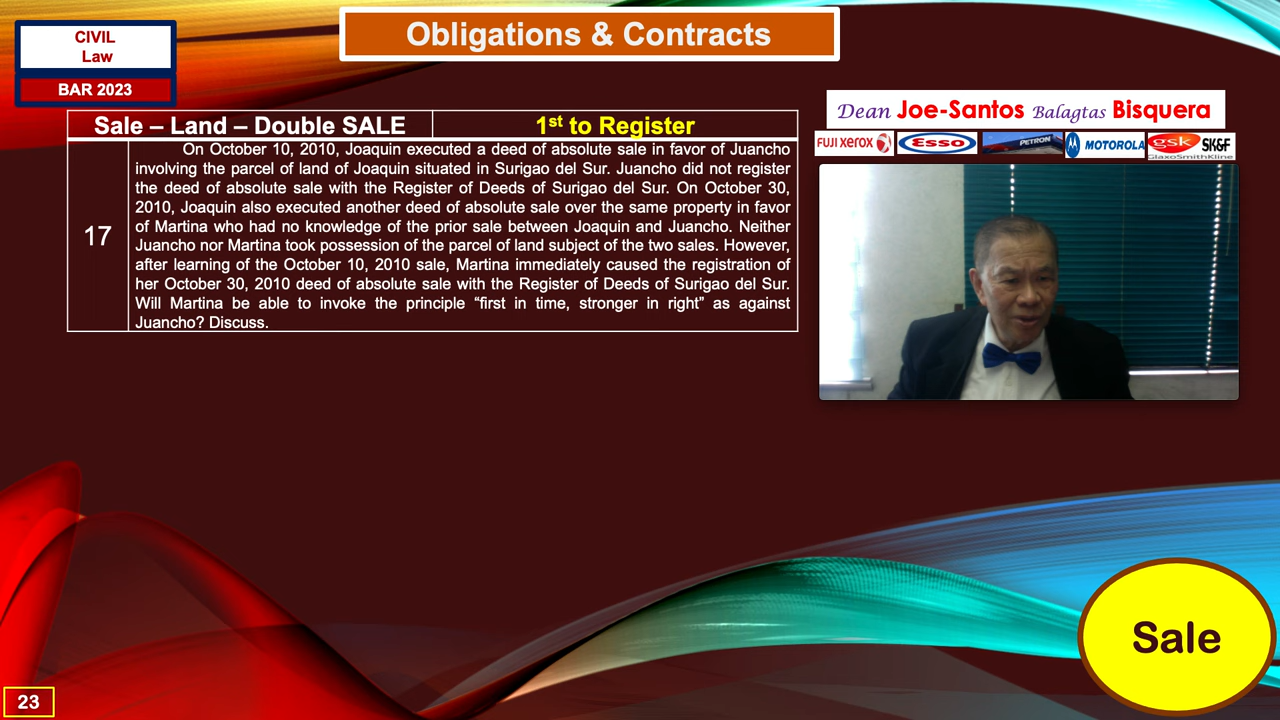 Obligations & Contracts
CIVIL
Law
BAR 2023
Dean Joe-Santos Balagtas Bisquera
FUJI XEROX
Esso
PETRON
MOTOROLA
gsk
SK&F
GlaxoSmithKline
Sale – Land – Double SALE
1st to Register
17
On October 10, 2010, Joaquin executed a deed of absolute sale in favor of Juancho
involving the parcel of land of Joaquin situated in Surigao del Sur. Juancho did not register
the deed of absolute sale with the Register of Deeds of Surigao del Sur. On October 30,
2010, Joaquin also executed another deed of absolute sale over the same property in favor
of Martina who had no knowledge of the prior sale between Joaquin and Juancho. Neither
Juancho nor Martina took possession of the parcel of land subject of the two sales. However,
after learning of the October 10, 2010 sale, Martina immediately caused the registration of
her October 30, 2010 deed of absolute sale with the Register of Deeds of Surigao del Sur.
Will Martina be able to invoke the principle “first in time, stronger in right” as against
Juancho? Discuss.
Sale
23